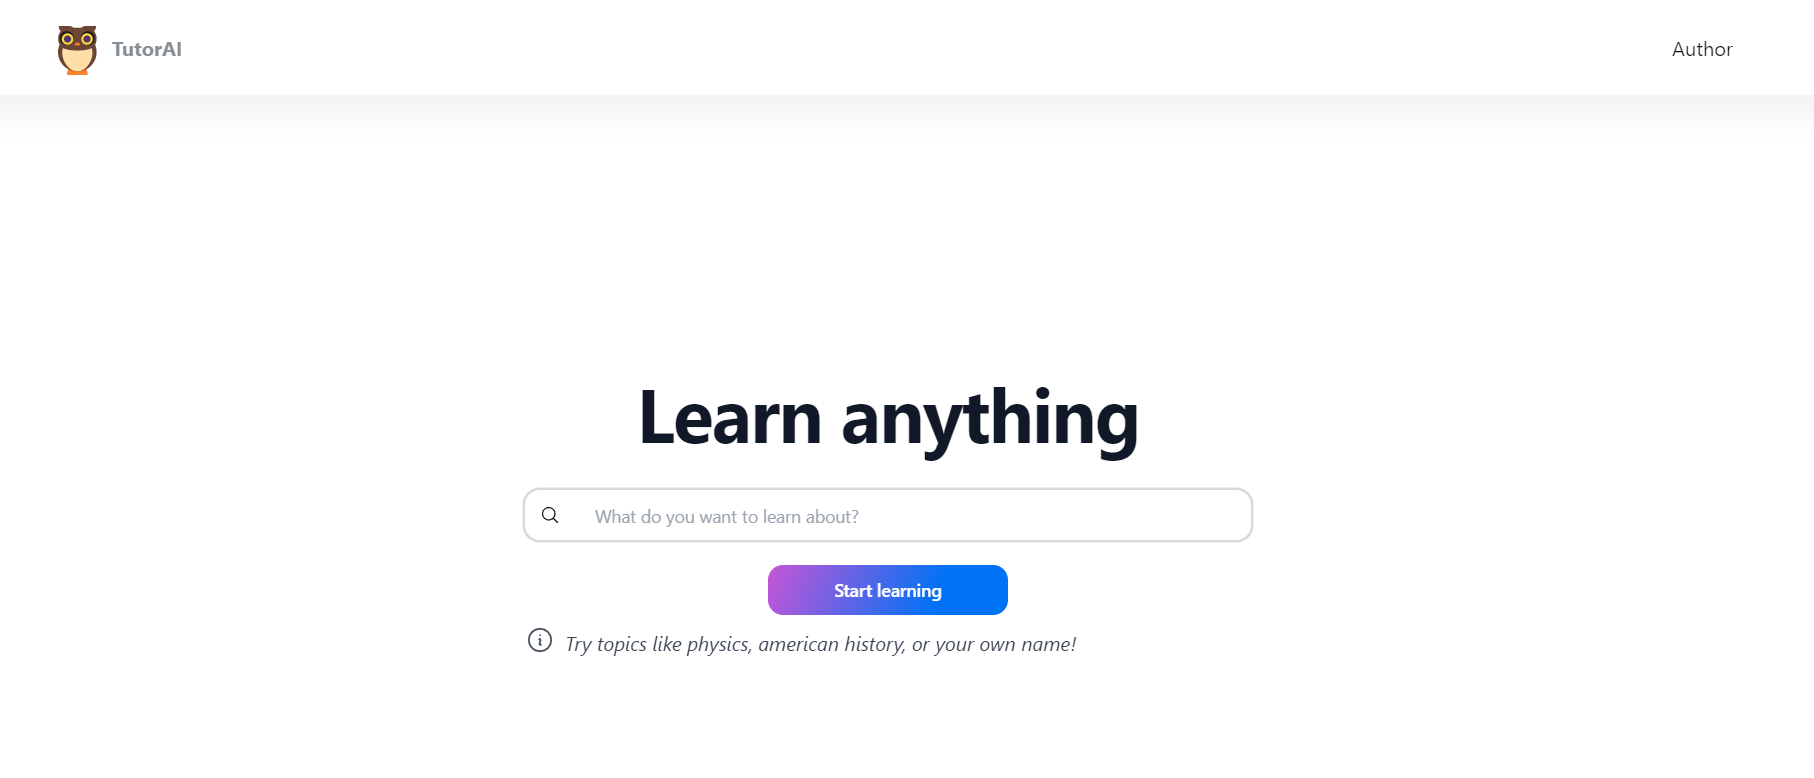 TutorAI
Author
Learn anything
What do you want to learn about?
Start learning
Try topics like physics, american history, or your own name!